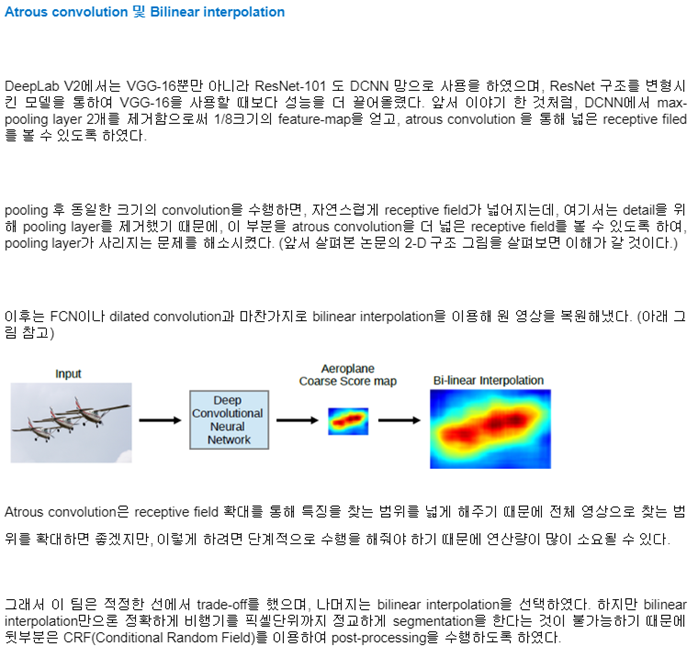 Atrous convolution 및 Bilinear interpolation
DeepLab V2에서는 VGG-16뿐만 아니라 ResNet-101 도 DCNN 망으로 사용을 하였으며, ResNet 구조를 변형시
킨 모델을 통하여 VGG-16을 사용할 때보다 성능을 더 끌어올렸다. 앞서 이야기 한 것처럼, DCNN에서 max-
pooling layer 2개를 제거함으로써 1/8크기의 feature-map을 얻고, atrous convolution 을 통해 넓은 receptive filed
를 볼 수 있도록 하였다.
pooling 후 동일한 크기의 convolution을 수행하면, 자연스럽게 receptive field가 넓어지는데, 여기서는 detail을 위
해 pooling layer를 제거했기 때문에, 이 부분을 atrous convolution을 더 넓은 receptive field를 볼 수 있도록 하여,
pooling layer가 사리지는 문제를 해소시켰다. (앞서 살펴본 논문의 2-D 구조 그림을 살펴보면 이해가 갈 것이다.)
이후는 FCN이나 dilated convolution과 마찬가지로 bilinear interpolation을 이용해 원 영상을 복원해냈다. (아래 그
림 참고)
Input
Deep
Convolutional
Neural
Network
Aeroplane
Coarse Score map
Bi-linear Interpolation
Atrous convolution은 receptive field 확대를 통해 특징을 찾는 범위를 넓게 해주기 때문에 전체 영상으로 찾는 범
위를 확대하면 좋겠지만, 이렇게 하려면 단계적으로 수행을 해줘야 하기 때문에 연산량이 많이 소요될 수 있다.
그래서 이 팀은 적정한 선에서 trade-off를 했으며, 나머지는 bilinear interpolation을 선택하였다. 하지만 bilinear
interpolation만으론 정확하게 비행기를 픽셀단위까지 정교하게 segmentation을 한다는 것이 불가능하기 때문에
뒷부분은 CRF(Conditional Random Field)를 이용하여 post-processing을 수행하도록 하였다.